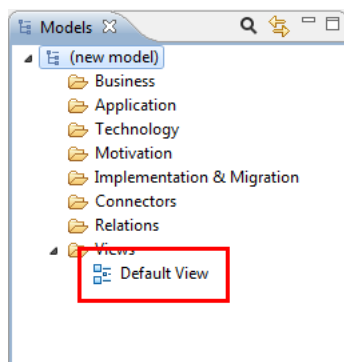 Models
(new model)
Business
Application
Technology
Motivation
Implementation & Migration
Connectors
Relations
Views
Default View